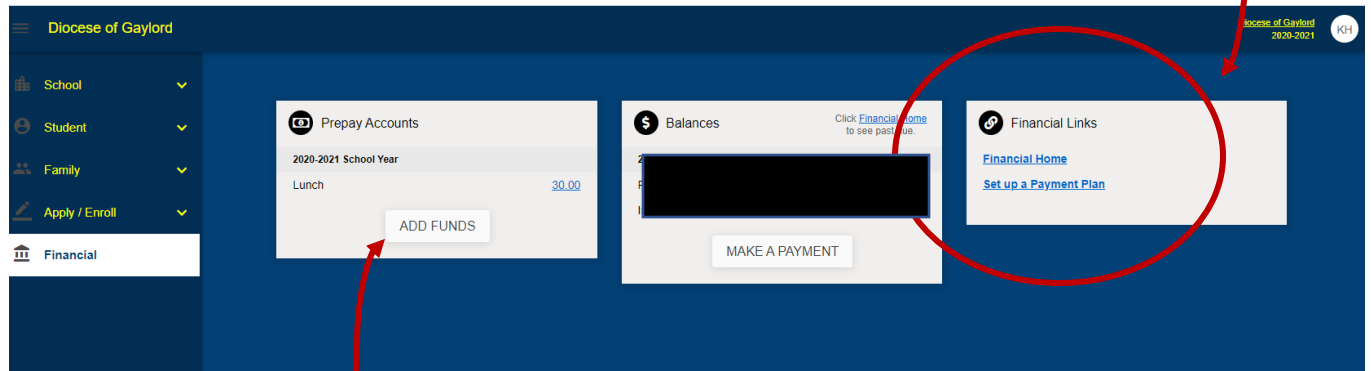 Diocese of Gaylord
Diocese of Gaylord
2020-2021
KH
School
Student
Family
Apply / Enroll
Financial
Prepay Accounts
2020-2021 School Year
Lunch 30.00
ADD FUNDS
$ Balances
Click Financial Home
to see past due.
MAKE A PAYMENT
Financial Links
Financial Home
Set up a Payment Plan